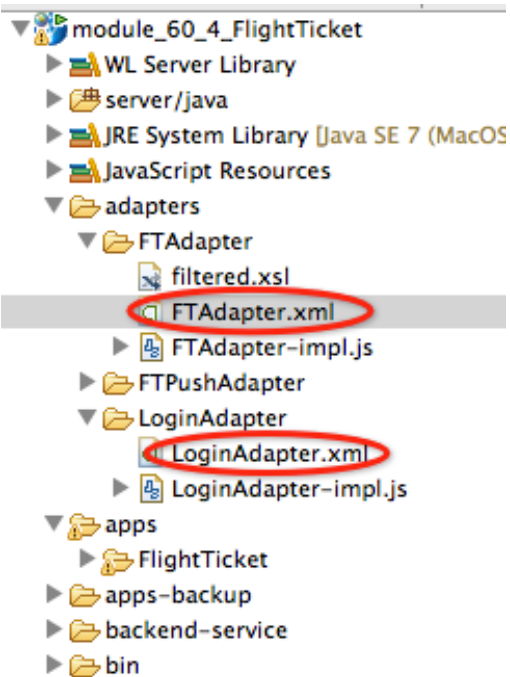 module_60_4_FlightTicket
WL Server Library
server/java
JRE System Library [Java SE 7 (MacOS
JavaScript Resources
adapters
FTAdapter
filtered.xsl
FTAdapter.xml
FTAdapter-impl.js
FTPushAdapter
LoginAdapter
LoginAdapter.xml
LoginAdapter-impl.js
apps
FlightTicket
apps-backup
backend-service
bin